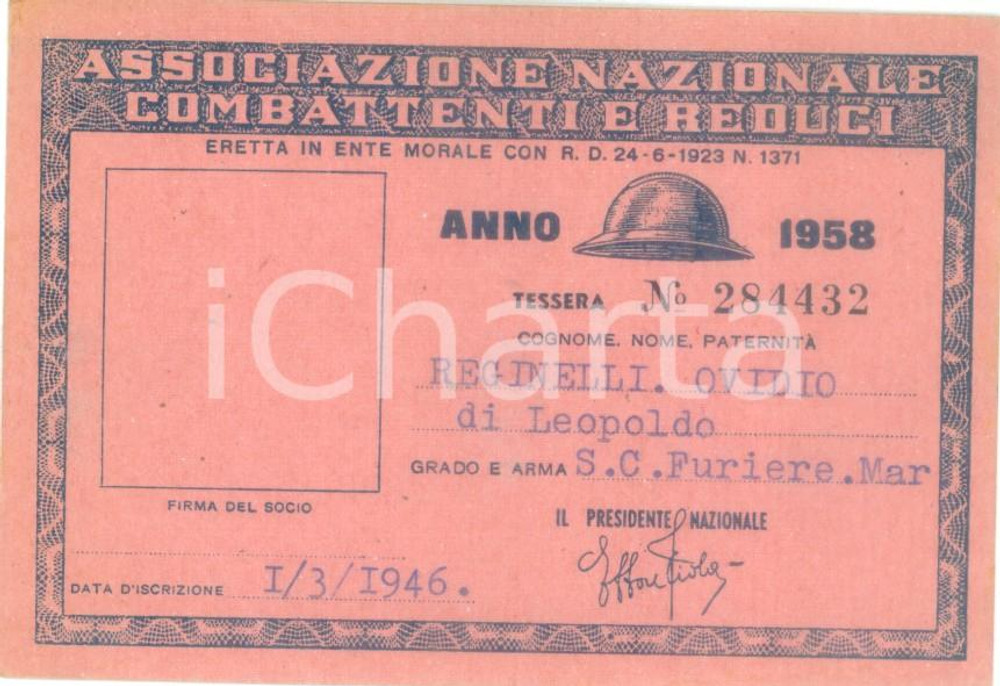 ASSOCIAZIONE NAZIONALE
COMBATTENTI E REDUCI
ERETTA IN ENTE MORALE CON R. D. 24-6-1923 N. 1371
ANNO 1958
TESSERA No 284432
COGNOME. NOME. PATERNITÀ
REGINELLI. OVIDIO
di Leopoldo
GRADO E ARMA S.C.Furiere.Mar
FIRMA DEL SOCIO
IL PRESIDENTE NAZIONALE
Ettore Viola
DATA D'ISCRIZIONE I/3/I946.
iCharta